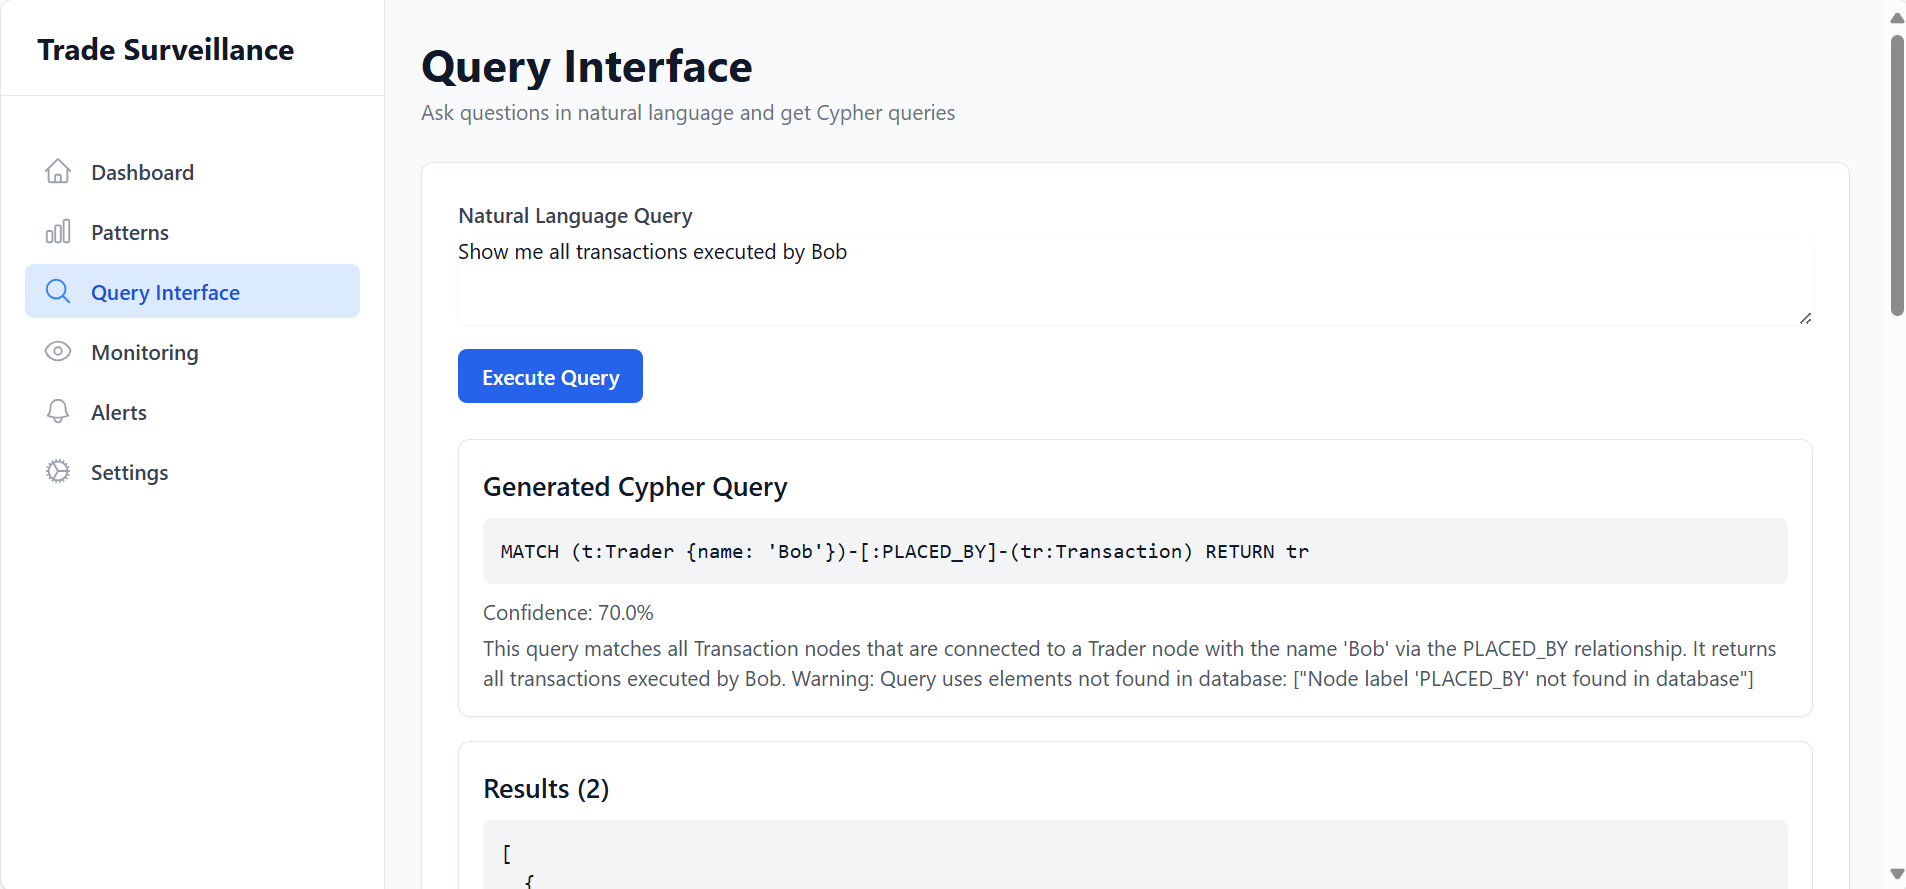 Trade Surveillance
Dashboard
Patterns
Query Interface
Monitoring
Alerts
Settings
Query Interface
Ask questions in natural language and get Cypher queries
Natural Language Query
Show me all transactions executed by Bob
Execute Query
Generated Cypher Query
MATCH (t:Trader {name: 'Bob'})-[:PLACED_BY]-(tr:Transaction) RETURN tr
Confidence: 70.0%
This query matches all Transaction nodes that are connected to a Trader node with the name 'Bob' via the PLACED_BY relationship. It returns
all transactions executed by Bob. Warning: Query uses elements not found in database: ["Node label 'PLACED_BY' not found in database"]
Results (2)
[
{